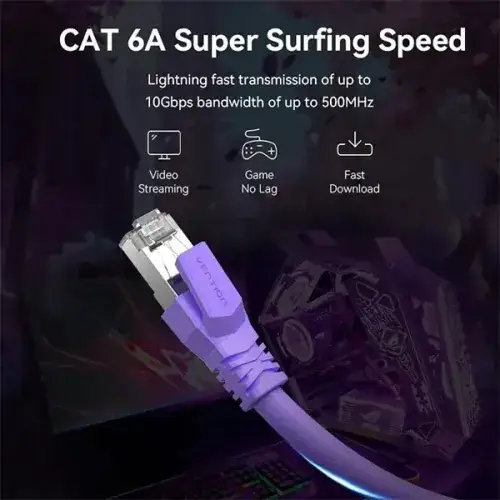 CAT 6A Super Surfing Speed
Lightning fast transmission of up to
10Gbps bandwidth of up to 500MHz
Video
Streaming
Game
No Lag
Fast
Download
VENTION